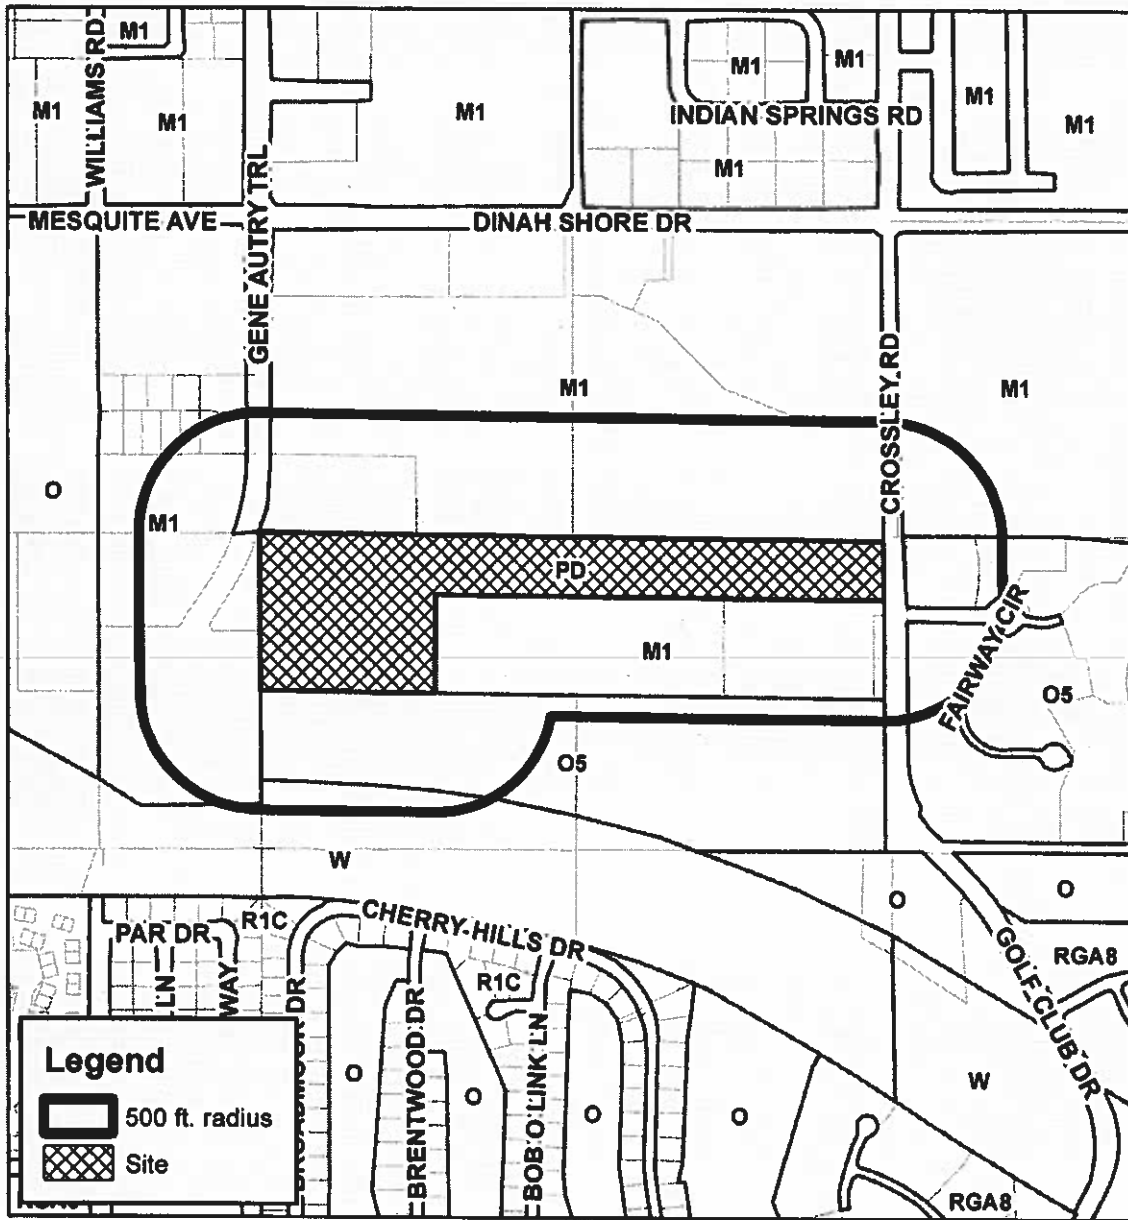 M1
WILLIAMS RD
M1
M1
M1
M1
M1
M1
M1
INDIAN SPRINGS RD
M1
GENE AUTRY TRL
MESQUITE AVE
DINAH SHORE DR
M1
CROSSLEY RD
M1
O
M1
PD
M1
FAIRWAY CIR
O5
O5
W
O
O
PAR DR
R1C
CHERRY HILLS DR
GOLF CLUB DR
RGA8
LN
WAY
R1C
BRENTWOOD DR
BOB O LINK LN
O
O
O
O
W
RGA8
Legend
500 ft. radius
Site